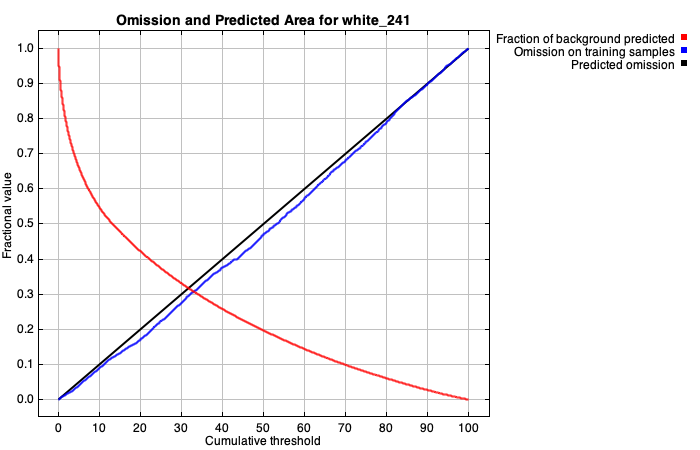 Omission and Predicted Area for white_241
Fraction of background predicted
Omission on training samples
Predicted omission
1.0
0.9
0.8
0.7
0.6
0.5
0.4
0.3
0.2
0.1
0.0
Fractional value
0 10 20 30 40 50 60 70 80 90 100
Cumulative threshold